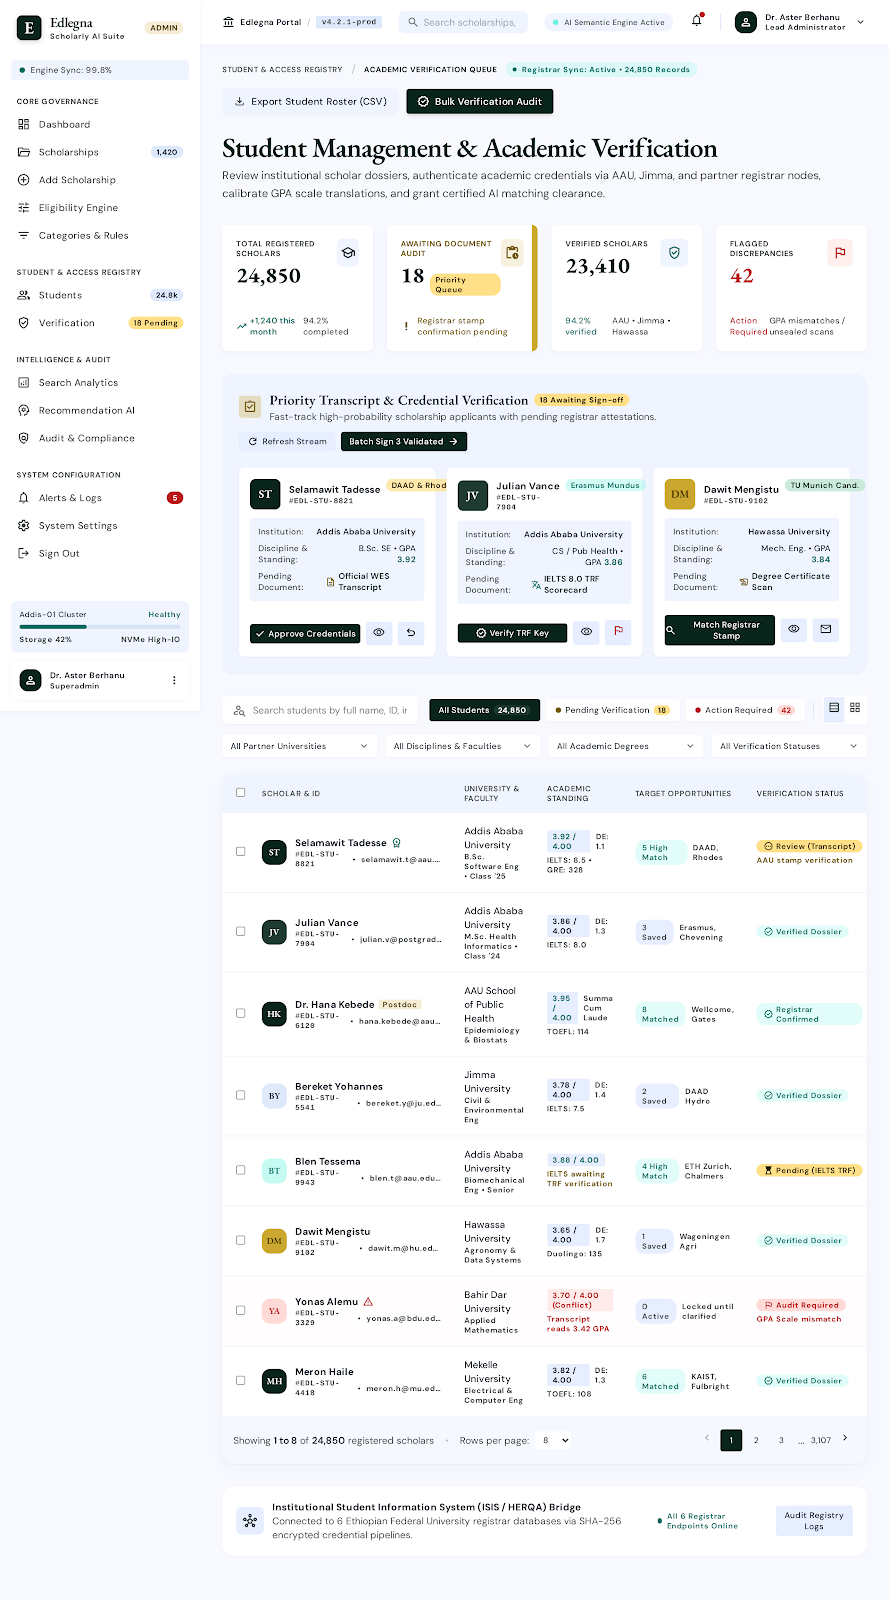 E
Edlegna
Scholarly AI Suite
ADMIN
Engine Sync: 99.8%
CORE GOVERNANCE
Dashboard
Scholarships 1,420
Add Scholarship
Eligibility Engine
Categories & Rules
STUDENT & ACCESS REGISTRY
Students 24.8k
Verification 18 Pending
INTELLIGENCE & AUDIT
Search Analytics
Recommendation AI
Audit & Compliance
SYSTEM CONFIGURATION
Alerts & Logs 5
System Settings
Sign Out
Addis-01 Cluster Healthy
Storage 42% NVMe High-IO
Dr. Aster Berhanu
Superadmin
Edlegna Portal / v4.2.1-prod
Search scholarships,
AI Semantic Engine Active
Dr. Aster Berhanu
Lead Administrator
STUDENT & ACCESS REGISTRY / ACADEMIC VERIFICATION QUEUE Registrar Sync: Active • 24,850 Records
Export Student Roster (CSV) Bulk Verification Audit
Student Management & Academic Verification
Review institutional scholar dossiers, authenticate academic credentials via AAU, Jimma, and partner registrar nodes,
calibrate GPA scale translations, and grant certified AI matching clearance.
TOTAL REGISTERED
SCHOLARS
24,850
+1,240 this
month
94.2%
completed
AWAITING DOCUMENT
AUDIT
18
Priority
Queue
! Registrar stamp
confirmation pending
VERIFIED SCHOLARS
23,410
94.2%
verified
AAU • Jimma •
Hawassa
FLAGGED
DISCREPANCIES
42
Action
Required
GPA mismatches /
unsealed scans
Priority Transcript & Credential Verification 18 Awaiting Sign-off
Fast-track high-probability scholarship applicants with pending registrar attestations.
Refresh Stream Batch Sign 3 Validated
ST
Selamawit Tadesse
#EDL-STU-8821
DAAD & Rhod
Institution: Addis Ababa University
Discipline &
Standing:
B.Sc. SE • GPA
3.92
Pending
Document:
Official WES
Transcript
Approve Credentials
JV
Julian Vance
#EDL-STU-
7904
Erasmus Mundus
Institution: Addis Ababa University
Discipline &
Standing:
CS / Pub Health •
GPA 3.86
Pending
Document:
IELTS 8.0 TRF
Scorecard
Verify TRF Key
DM
Dawit Mengistu
#EDL-STU-9102
TU Munich Cand.
Institution: Hawassa University
Discipline &
Standing:
Mech. Eng. • GPA
3.84
Pending
Document:
Degree Certificate
Scan
Match Registrar
Stamp
Search students by full name, ID, ir
All Students 24,850
Pending Verification 18
Action Required 42
All Partner Universities
All Disciplines & Faculties
All Academic Degrees
All Verification Statuses
SCHOLAR & ID
UNIVERSITY &
FACULTY
ACADEMIC
STANDING
TARGET OPPORTUNITIES
VERIFICATION STATUS
ST
Selamawit Tadesse
#EDL-STU-
8821
• selamawit.t@aau....
Addis Ababa
University
B.Sc.
Software Eng
• Class '25
3.92 /
4.00
DE:
1.1
IELTS: 8.5 •
GRE: 328
5 High
Match
DAAD,
Rhodes
Review (Transcript)
AAU stamp verification
JV
Julian Vance
#EDL-STU-
7904
• julian.v@postgrad...
Addis Ababa
University
M.Sc. Health
Informatics •
Class '24
3.86 /
4.00
DE:
1.3
IELTS: 8.0
3
Saved
Erasmus,
Chevening
Verified Dossier
HK
Dr. Hana Kebede Postdoc
#EDL-STU-
6120
• hana.kebede@aau...
AAU School
of Public
Health
Epidemiology
& Biostats
3.95
/
4.00
Summa
Cum
Laude
TOEFL: 114
8
Matched
Wellcome,
Gates
Registrar
Confirmed
BY
Bereket Yohannes
#EDL-STU-
5541
• bereket.y@ju.ed...
Jimma
University
Civil &
Environmental
Eng
3.78 /
4.00
DE:
1.4
IELTS: 7.5
2
Saved
DAAD
Hydro
Verified Dossier
BT
Blen Tessema
#EDL-STU-
9943
• blen.t@aau.edu...
Addis Ababa
University
Biomechanical
Eng • Senior
3.88 / 4.00
IELTS awaiting
TRF verification
4 High
Match
ETH Zurich,
Chalmers
Pending (IELTS TRF)
DM
Dawit Mengistu
#EDL-STU-
9102
• dawit.m@hu.ed...
Hawassa
University
Agronomy &
Data Systems
3.65 /
4.00
DE:
1.7
Duolingo: 135
1
Saved
Wageningen
Agri
Verified Dossier
YA
Yonas Alemu
#EDL-STU-
3329
• yonas.a@bdu.ed...
Bahir Dar
University
Applied
Mathematics
3.70 / 4.00
(Conflict)
Transcript
reads 3.42 GPA
0
Active
Locked until
clarified
Audit Required
GPA Scale mismatch
MH
Meron Haile
#EDL-STU-
4418
• meron.h@mu.ed...
Mekelle
University
Electrical &
Computer Eng
3.82 /
4.00
DE:
1.3
TOEFL: 108
6
Matched
KAIST,
Fulbright
Verified Dossier
Showing 1 to 8 of 24,850 registered scholars • Rows per page: 8
‹ 1 2 3 ... 3,107 ›
Institutional Student Information System (ISIS / HERQA) Bridge
Connected to 6 Ethiopian Federal University registrar databases via SHA-256
encrypted credential pipelines.
All 6 Registrar
Endpoints Online
Audit Registry
Logs